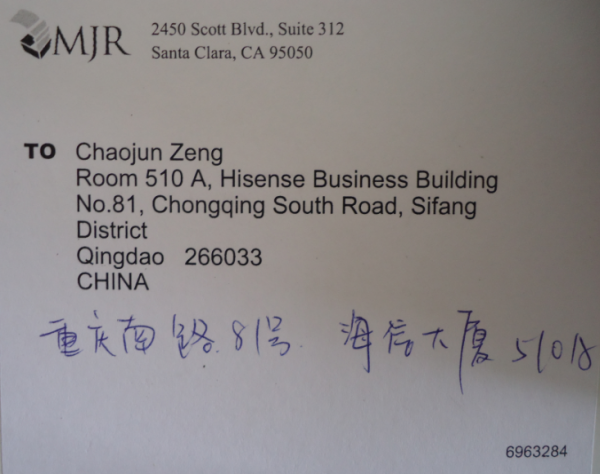 MJR
2450 Scott Blvd., Suite 312
Santa Clara, CA 95050
TO Chaojun Zeng
Room 510 A, Hisense Business Building
No.81, Chongqing South Road, Sifang
District
Qingdao 266033
CHINA
重庆南路.81号. 海信大厦 510A
6963284